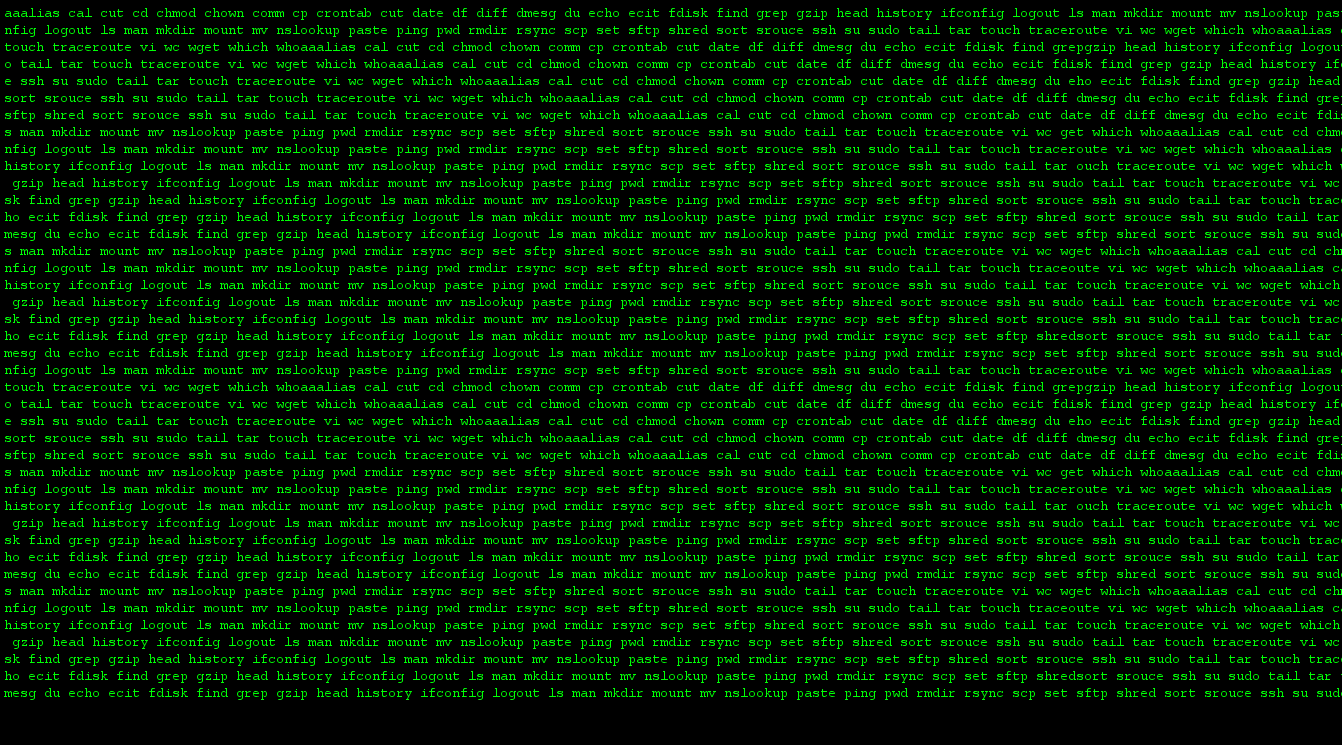 aaalias cal cut cd chmod chown comm cp crontab cut date df diff dmesg du echo ecit fdisk find grep gzip head history ifconfig logout ls man mkdir mount mv nslookup pas
nfig logout ls man mkdir mount mv nslookup paste ping pwd rmdir rsync scp set sftp shred sort srouce ssh su sudo tail tar touch traceroute vi wc wget which whoaaalias
touch traceroute vi wc wget which whoaaalias cal cut cd chmod chown comm cp crontab cut date df diff dmesg du echo ecit fdisk find grepgzip head history ifconfig logou
o tail tar touch traceroute vi wc wget which whoaaalias cal cut cd chmod chown comm cp crontab cut date df diff dmesg du echo ecit fdisk find grep gzip head history if
e ssh su sudo tail tar touch traceroute vi wc wget which whoaaalias cal cut cd chmod chown comm cp crontab cut date df diff dmesg du eho ecit fdisk find grep gzip head
sort srouce ssh su sudo tail tar touch traceroute vi wc wget which whoaaalias cal cut cd chmod chown comm cp crontab cut date df diff dmesg du echo ecit fdisk find gre
sftp shred sort srouce ssh su sudo tail tar touch traceroute vi wc wget which whoaaalias cal cut cd chmod chown comm cp crontab cut date df diff dmesg du echo ecit fdi
s man mkdir mount mv nslookup paste ping pwd rmdir rsync scp set sftp shred sort srouce ssh su sudo tail tar touch traceroute vi wc get which whoaaalias cal cut cd chm
nfig logout ls man mkdir mount mv nslookup paste ping pwd rmdir rsync scp set sftp shred sort srouce ssh su sudo tail tar touch traceroute vi wc wget which whoaaalias
history ifconfig logout ls man mkdir mount mv nslookup paste ping pwd rmdir rsync scp set sftp shred sort srouce ssh su sudo tail tar ouch traceroute vi wc wget which
gzip head history ifconfig logout ls man mkdir mount mv nslookup paste ping pwd rmdir rsync scp set sftp shred sort srouce ssh su sudo tail tar touch traceroute vi wc
sk find grep gzip head history ifconfig logout ls man mkdir mount mv nslookup paste ping pwd rmdir rsync scp set sftp shred sort srouce ssh su sudo tail tar touch trac
ho ecit fdisk find grep gzip head history ifconfig logout ls man mkdir mount mv nslookup paste ping pwd rmdir rsync scp set sftp shred sort srouce ssh su sudo tail tar
mesg du echo ecit fdisk find grep gzip head history ifconfig logout ls man mkdir mount mv nslookup paste ping pwd rmdir rsync scp set sftp shred sort srouce ssh su sud
s man mkdir mount mv nslookup paste ping pwd rmdir rsync scp set sftp shred sort srouce ssh su sudo tail tar touch traceroute vi wc wget which whoaaalias cal cut cd ch
nfig logout ls man mkdir mount mv nslookup paste ping pwd rmdir rsync scp set sftp shred sort srouce ssh su sudo tail tar touch traceoute vi wc wget which whoaaalias c
history ifconfig logout ls man mkdir mount mv nslookup paste ping pwd rmdir rsync scp set sftp shred sort srouce ssh su sudo tail tar touch traceroute vi wc wget which
gzip head history ifconfig logout ls man mkdir mount mv nslookup paste ping pwd rmdir rsync scp set sftp shred sort srouce ssh su sudo tail tar touch traceroute vi wc
sk find grep gzip head history ifconfig logout ls man mkdir mount mv nslookup paste ping pwd rmdir rsync scp set sftp shred sort srouce ssh su sudo tail tar touch trac
ho ecit fdisk find grep gzip head history ifconfig logout ls man mkdir mount mv nslookup paste ping pwd rmdir rsync scp set sftp shredsort srouce ssh su sudo tail tar
mesg du echo ecit fdisk find grep gzip head history ifconfig logout ls man mkdir mount mv nslookup paste ping pwd rmdir rsync scp set sftp shred sort srouce ssh su sud
nfig logout ls man mkdir mount mv nslookup paste ping pwd rmdir rsync scp set sftp shred sort srouce ssh su sudo tail tar touch traceroute vi wc wget which whoaaalias
touch traceroute vi wc wget which whoaaalias cal cut cd chmod chown comm cp crontab cut date df diff dmesg du echo ecit fdisk find grepgzip head history ifconfig logou
o tail tar touch traceroute vi wc wget which whoaaalias cal cut cd chmod chown comm cp crontab cut date df diff dmesg du echo ecit fdisk find grep gzip head history if
e ssh su sudo tail tar touch traceroute vi wc wget which whoaaalias cal cut cd chmod chown comm cp crontab cut date df diff dmesg du eho ecit fdisk find grep gzip head
sort srouce ssh su sudo tail tar touch traceroute vi wc wget which whoaaalias cal cut cd chmod chown comm cp crontab cut date df diff dmesg du echo ecit fdisk find gre
sftp shred sort srouce ssh su sudo tail tar touch traceroute vi wc wget which whoaaalias cal cut cd chmod chown comm cp crontab cut date df diff dmesg du echo ecit fdi
s man mkdir mount mv nslookup paste ping pwd rmdir rsync scp set sftp shred sort srouce ssh su sudo tail tar touch traceroute vi wc get which whoaaalias cal cut cd chm
nfig logout ls man mkdir mount mv nslookup paste ping pwd rmdir rsync scp set sftp shred sort srouce ssh su sudo tail tar touch traceroute vi wc wget which whoaaalias
history ifconfig logout ls man mkdir mount mv nslookup paste ping pwd rmdir rsync scp set sftp shred sort srouce ssh su sudo tail tar ouch traceroute vi wc wget which
gzip head history ifconfig logout ls man mkdir mount mv nslookup paste ping pwd rmdir rsync scp set sftp shred sort srouce ssh su sudo tail tar touch traceroute vi wc
sk find grep gzip head history ifconfig logout ls man mkdir mount mv nslookup paste ping pwd rmdir rsync scp set sftp shred sort srouce ssh su sudo tail tar touch trac
ho ecit fdisk find grep gzip head history ifconfig logout ls man mkdir mount mv nslookup paste ping pwd rmdir rsync scp set sftp shred sort srouce ssh su sudo tail tar
mesg du echo ecit fdisk find grep gzip head history ifconfig logout ls man mkdir mount mv nslookup paste ping pwd rmdir rsync scp set sftp shred sort srouce ssh su sud
s man mkdir mount mv nslookup paste ping pwd rmdir rsync scp set sftp shred sort srouce ssh su sudo tail tar touch traceroute vi wc wget which whoaaalias cal cut cd ch
nfig logout ls man mkdir mount mv nslookup paste ping pwd rmdir rsync scp set sftp shred sort srouce ssh su sudo tail tar touch traceoute vi wc wget which whoaaalias c
history ifconfig logout ls man mkdir mount mv nslookup paste ping pwd rmdir rsync scp set sftp shred sort srouce ssh su sudo tail tar touch traceroute vi wc wget which
gzip head history ifconfig logout ls man mkdir mount mv nslookup paste ping pwd rmdir rsync scp set sftp shred sort srouce ssh su sudo tail tar touch traceroute vi wc
sk find grep gzip head history ifconfig logout ls man mkdir mount mv nslookup paste ping pwd rmdir rsync scp set sftp shred sort srouce ssh su sudo tail tar touch trac
ho ecit fdisk find grep gzip head history ifconfig logout ls man mkdir mount mv nslookup paste ping pwd rmdir rsync scp set sftp shredsort srouce ssh su sudo tail tar
mesg du echo ecit fdisk find grep gzip head history ifconfig logout ls man mkdir mount mv nslookup paste ping pwd rmdir rsync scp set sftp shred sort srouce ssh su sud